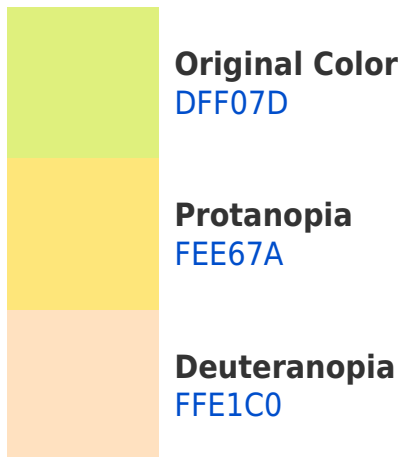 Original Color
DFF07D
Protanopia
FEE67A
Deuteranopia
FFE1C0